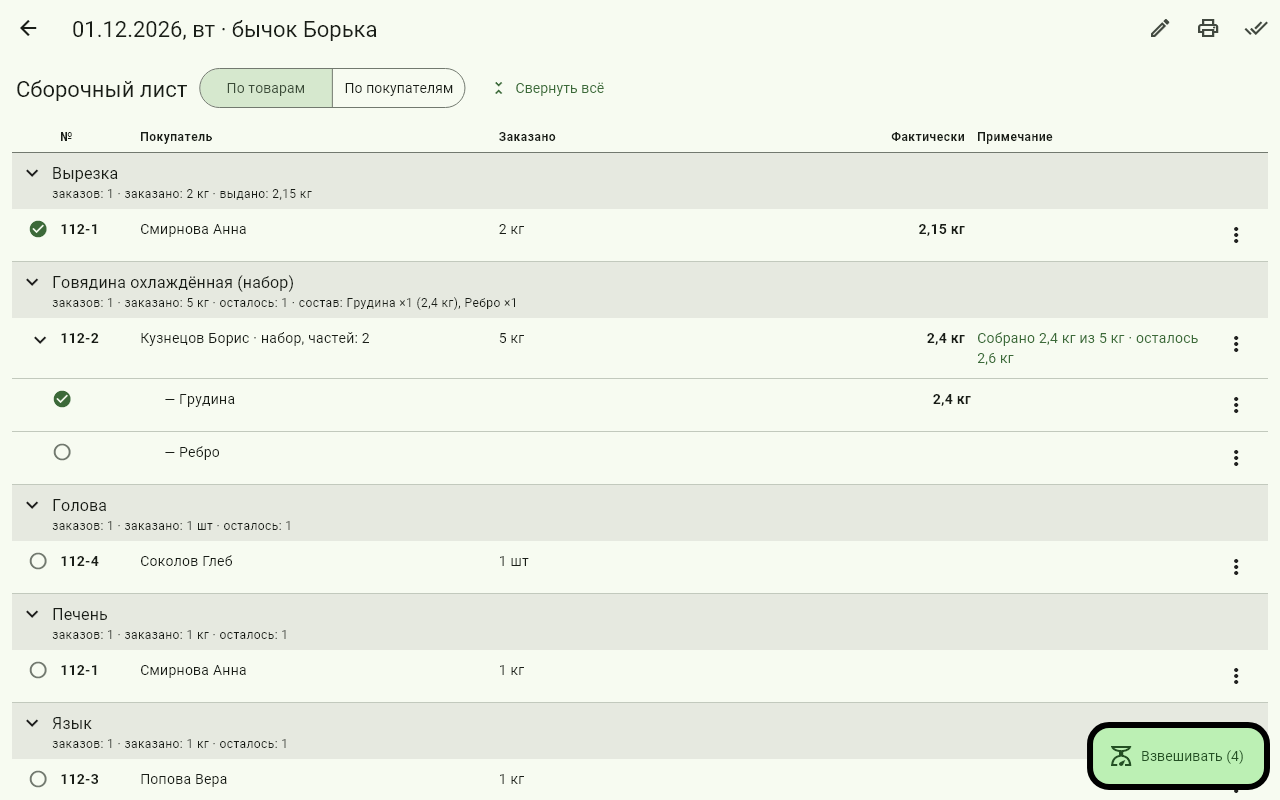 01.12.2026, вт · бычок Борька
Сборочный лист
По товарам
По покупателям
Свернуть всё
№ Покупатель Заказано Фактически Примечание
Вырезка
заказов: 1 · заказано: 2 кг · выдано: 2,15 кг
112-1 Смирнова Анна 2 кг 2,15 кг
Говядина охлаждённая (набор)
заказов: 1 · заказано: 5 кг · осталось: 1 · состав: Грудина ×1 (2,4 кг), Ребро ×1
112-2 Кузнецов Борис · набор, частей: 2 5 кг 2,4 кг Собрано 2,4 кг из 5 кг · осталось
2,6 кг
— Грудина 2,4 кг
— Ребро
Голова
заказов: 1 · заказано: 1 шт · осталось: 1
112-4 Соколов Глеб 1 шт
Печень
заказов: 1 · заказано: 1 кг · осталось: 1
112-1 Смирнова Анна 1 кг
Язык
заказов: 1 · заказано: 1 кг · осталось: 1
Взвешивать (4)
112-3 Попова Вера 1 кг